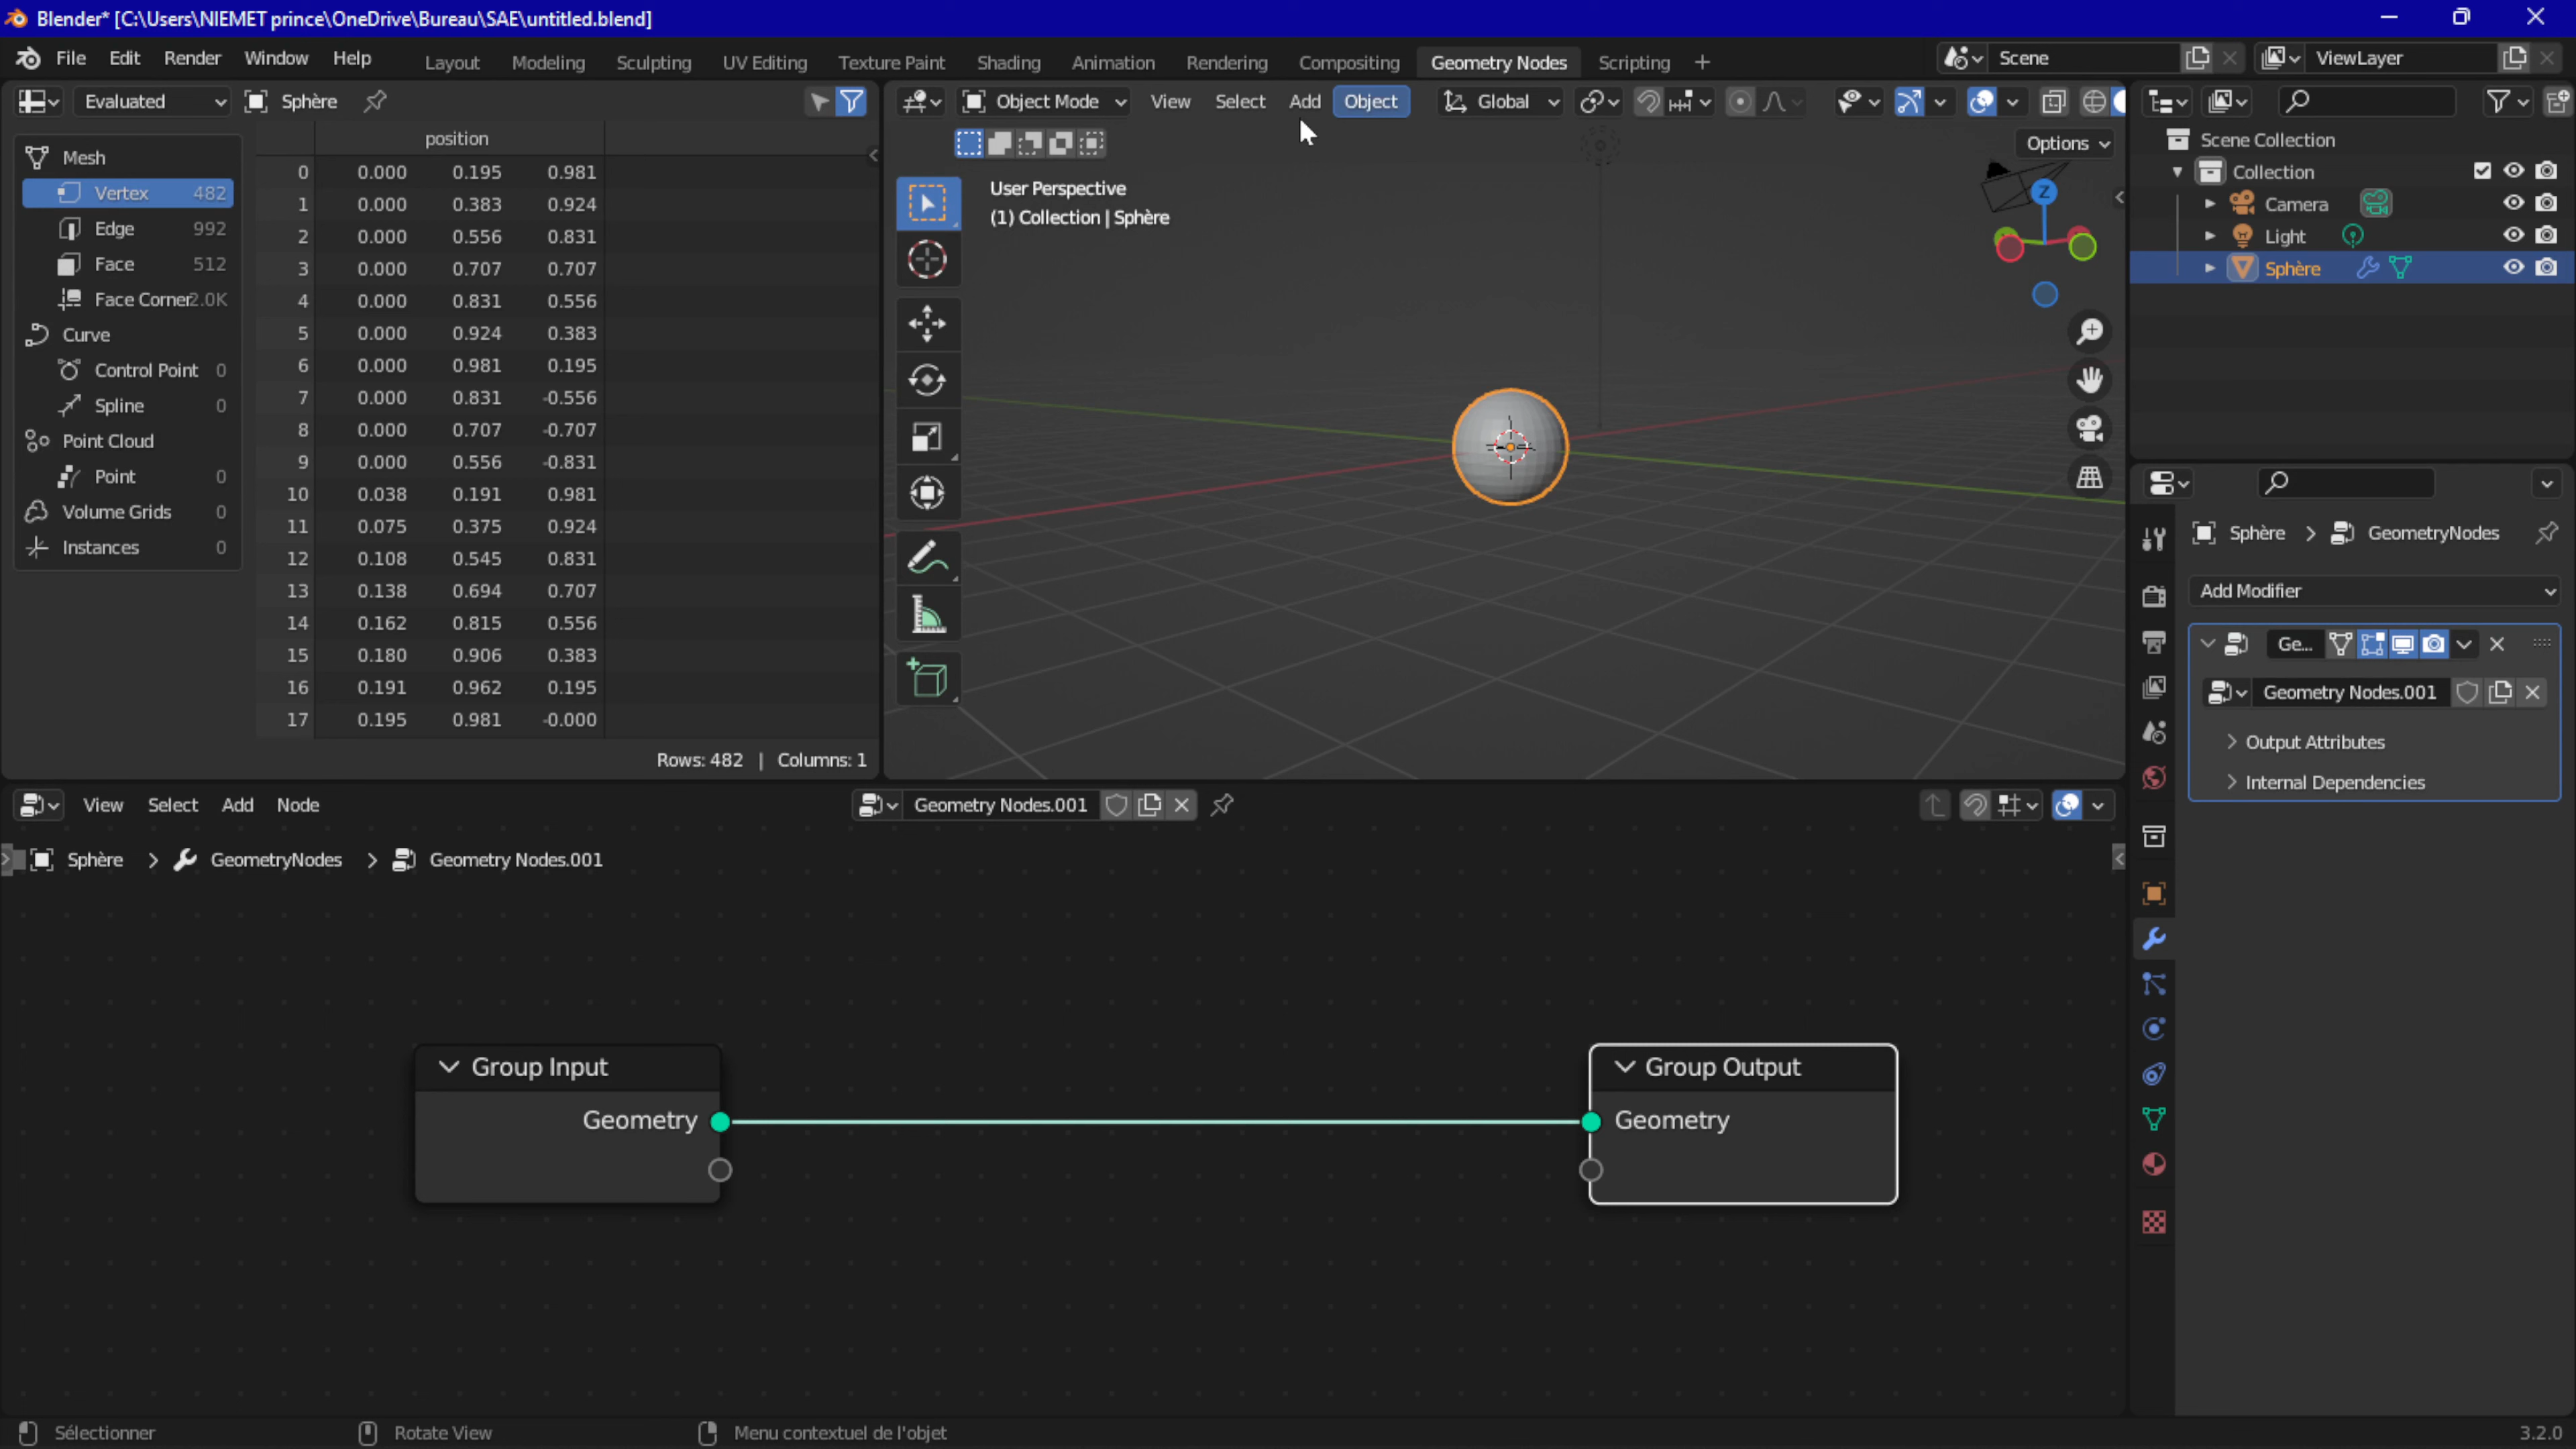 Blender* [C:\Users\NIEMET prince\OneDrive\Bureau\SAE\untitled.blend]
File Edit Render Window Help Layout Modeling Sculpting UV Editing Texture Paint Shading Animation Rendering Compositing Geometry Nodes Scripting + Scene ViewLayer
Evaluated Sphère
position
Mesh
Vertex 482
Edge 992
Face 512
Face Corner 2.0K
Curve
Control Point 0
Spline 0
Point Cloud
Point 0
Volume Grids 0
Instances 0
0 0.000 0.195 0.981
1 0.000 0.383 0.924
2 0.000 0.556 0.831
3 0.000 0.707 0.707
4 0.000 0.831 0.556
5 0.000 0.924 0.383
6 0.000 0.981 0.195
7 0.000 0.831 -0.556
8 0.000 0.707 -0.707
9 0.000 0.556 -0.831
10 0.038 0.191 0.981
11 0.075 0.375 0.924
12 0.108 0.545 0.831
13 0.138 0.694 0.707
14 0.162 0.815 0.556
15 0.180 0.906 0.383
16 0.191 0.962 0.195
17 0.195 0.981 -0.000
Rows: 482 | Columns: 1
Object Mode View Select Add Object Global
Options
User Perspective
(1) Collection | Sphère
Z
Scene Collection
Collection
Camera
Light
Sphère
Sphère > GeometryNodes
Add Modifier
Ge...
Geometry Nodes.001
Output Attributes
Internal Dependencies
View Select Add Node Geometry Nodes.001
Sphère > GeometryNodes > Geometry Nodes.001
Group Input
Geometry
Group Output
Geometry
Sélectionner Rotate View Menu contextuel de l'objet 3.2.0